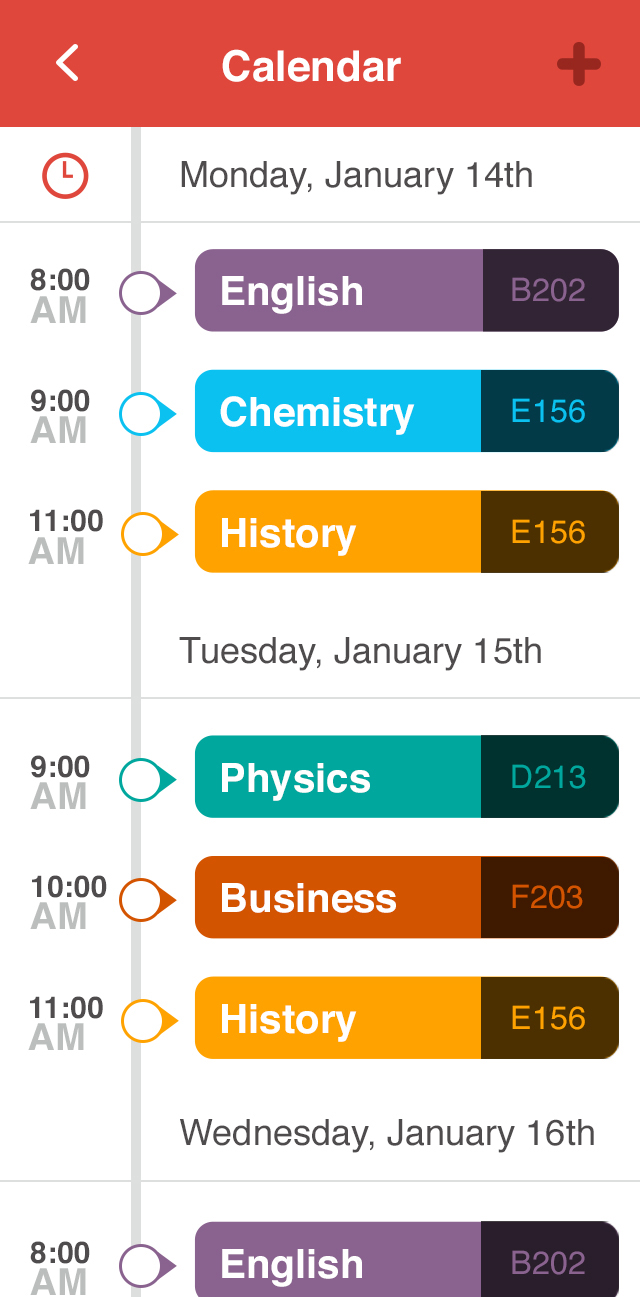 Calendar
Monday, January 14th
8:00 AM English B202
9:00 AM Chemistry E156
11:00 AM History E156
Tuesday, January 15th
9:00 AM Physics D213
10:00 AM Business F203
11:00 AM History E156
Wednesday, January 16th
8:00 AM English B202